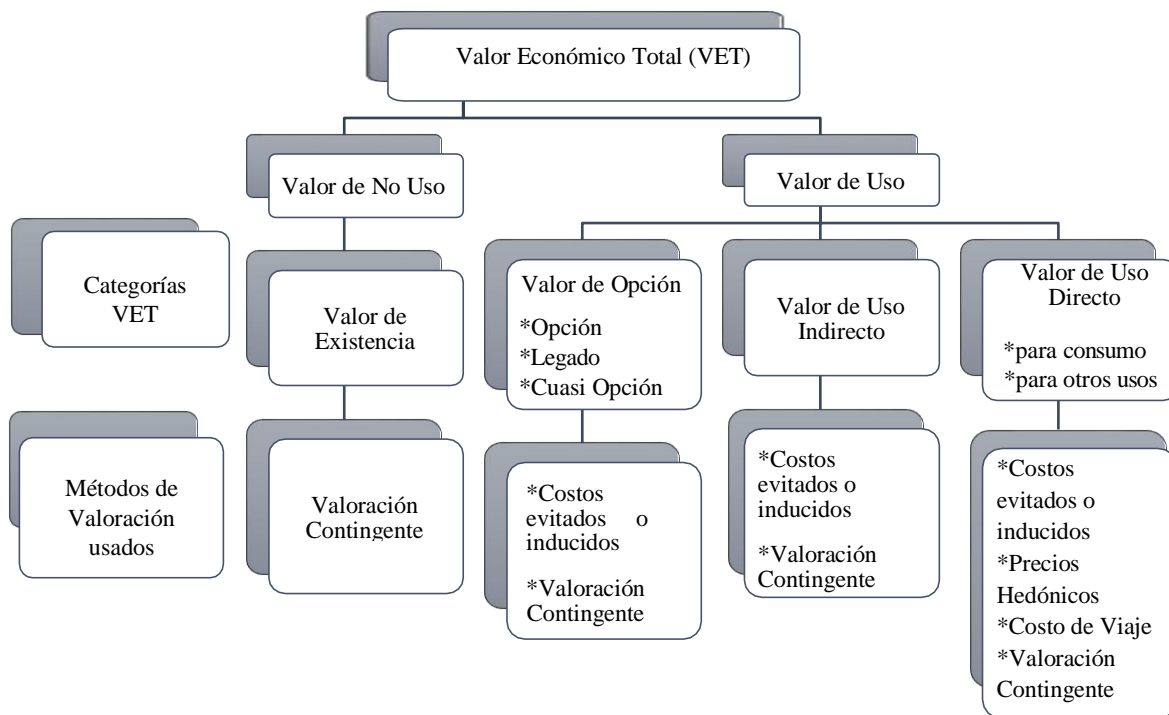 Valor Económico Total (VET)
Valor de No Uso
Valor de Uso
Categorías
VET
Valor de
Existencia
Valor de Opción
*Opción
*Legado
*Cuasi Opción
Valor de Uso
Indirecto
Valor de Uso
Directo
*para consumo
*para otros usos
Métodos de
Valoración
usados
Valoración
Contingente
*Costos
evitados o
inducidos
*Valoración
Contingente
*Costos
evitados o
inducidos
*Valoración
Contingente
*Costos
evitados o
inducidos
*Precios
Hedónicos
*Costo de Viaje
*Valoración
Contingente